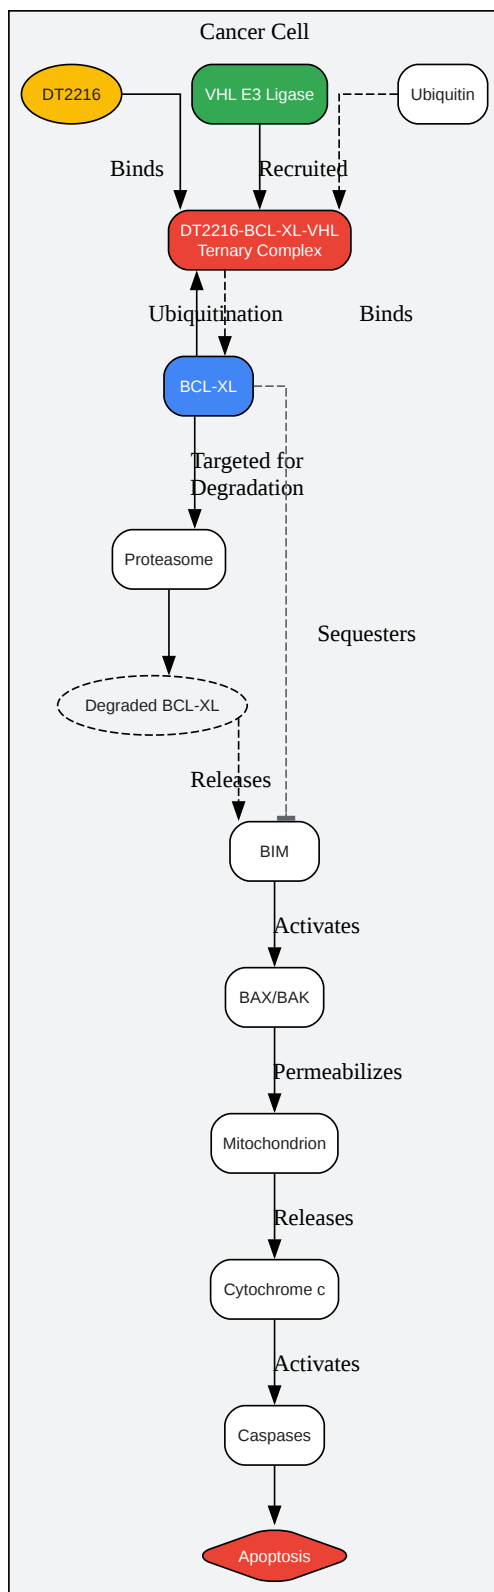 Cancer Cell
DT2216
VHL E3 Ligase
Ubiquitin
Binds
Recruited
DT2216-BCL-XL-VHL
Ternary Complex
Ubiquitination
Binds
BCL-XL
Targeted for
Degradation
Proteasome
Sequesters
Degraded BCL-XL
Releases
BIM
Activates
BAX/BAK
Permeabilizes
Mitochondrion
Releases
Cytochrome c
Activates
Caspases
Apoptosis